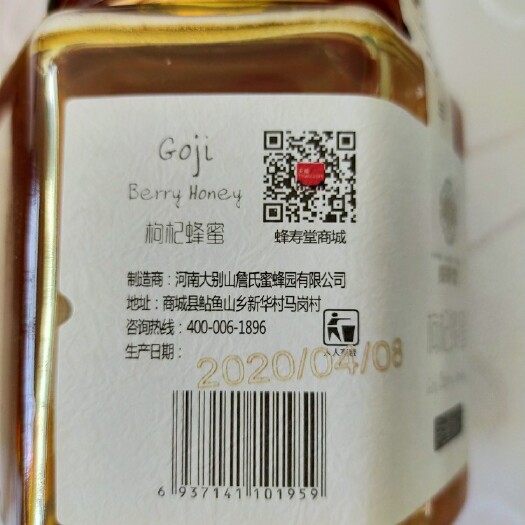 Goji
Berry Honey
枸杞蜂蜜
蜂寿堂商城
制造商：河南大别山詹氏蜜蜂园有限公司
地址：商城县鲇鱼山乡新华村马岗村
咨询热线：400-006-1896
生产日期：
2020/04/08
6 937141 101959